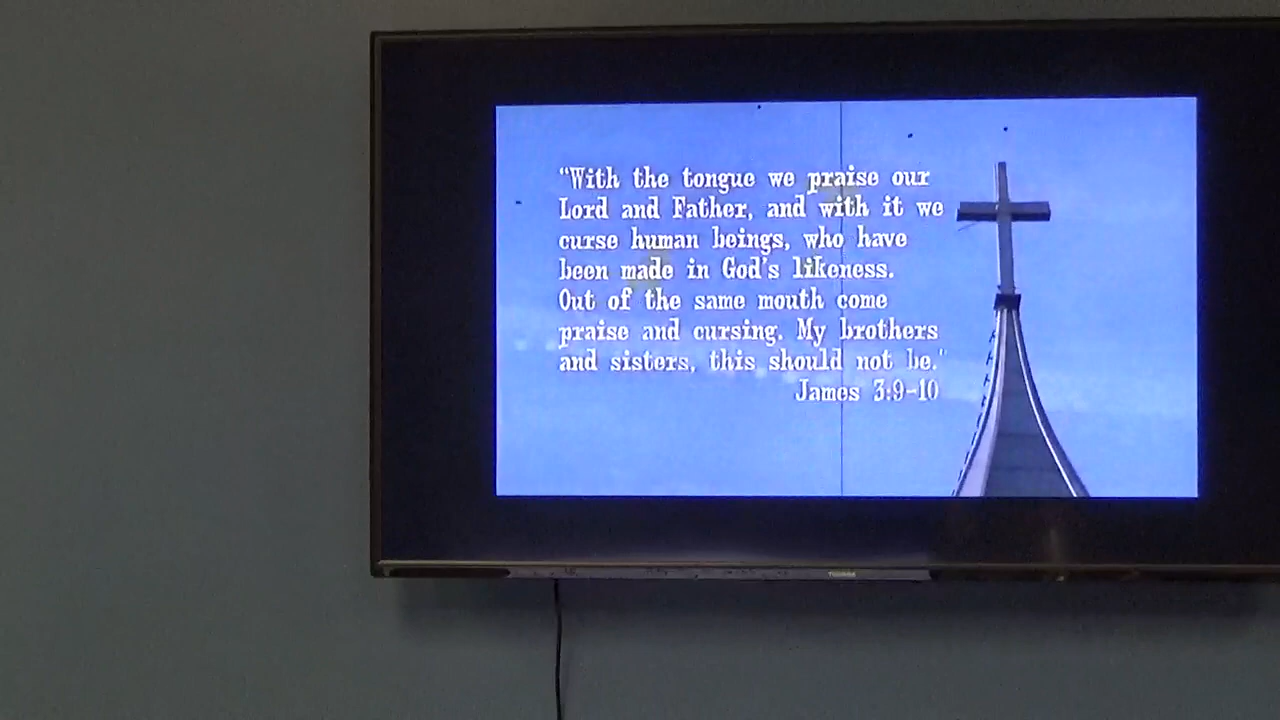 “With the tongue we praise our
Lord and Father, and with it we
curse human beings, who have
been made in God's likeness.
Out of the same mouth come
praise and cursing. My brothers
and sisters, this should not be."
James 3:9-10
TOSHIBA